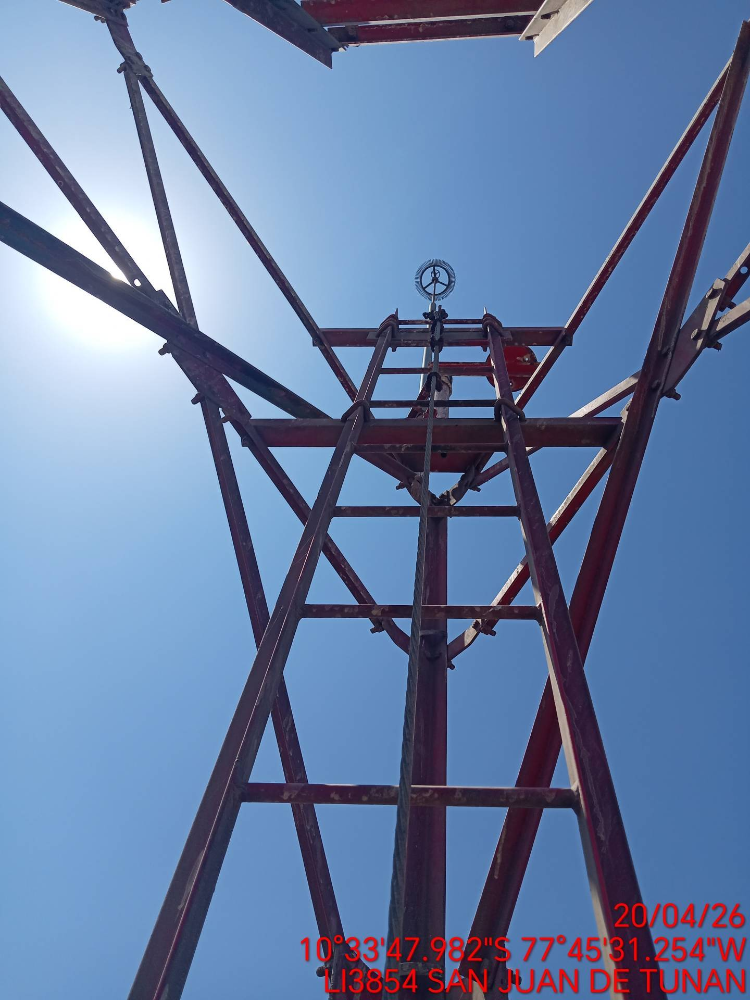 20/04/26
10°33'47.982"S 77°45'31.254"W
LI3854 SAN JUAN DE TUNAN